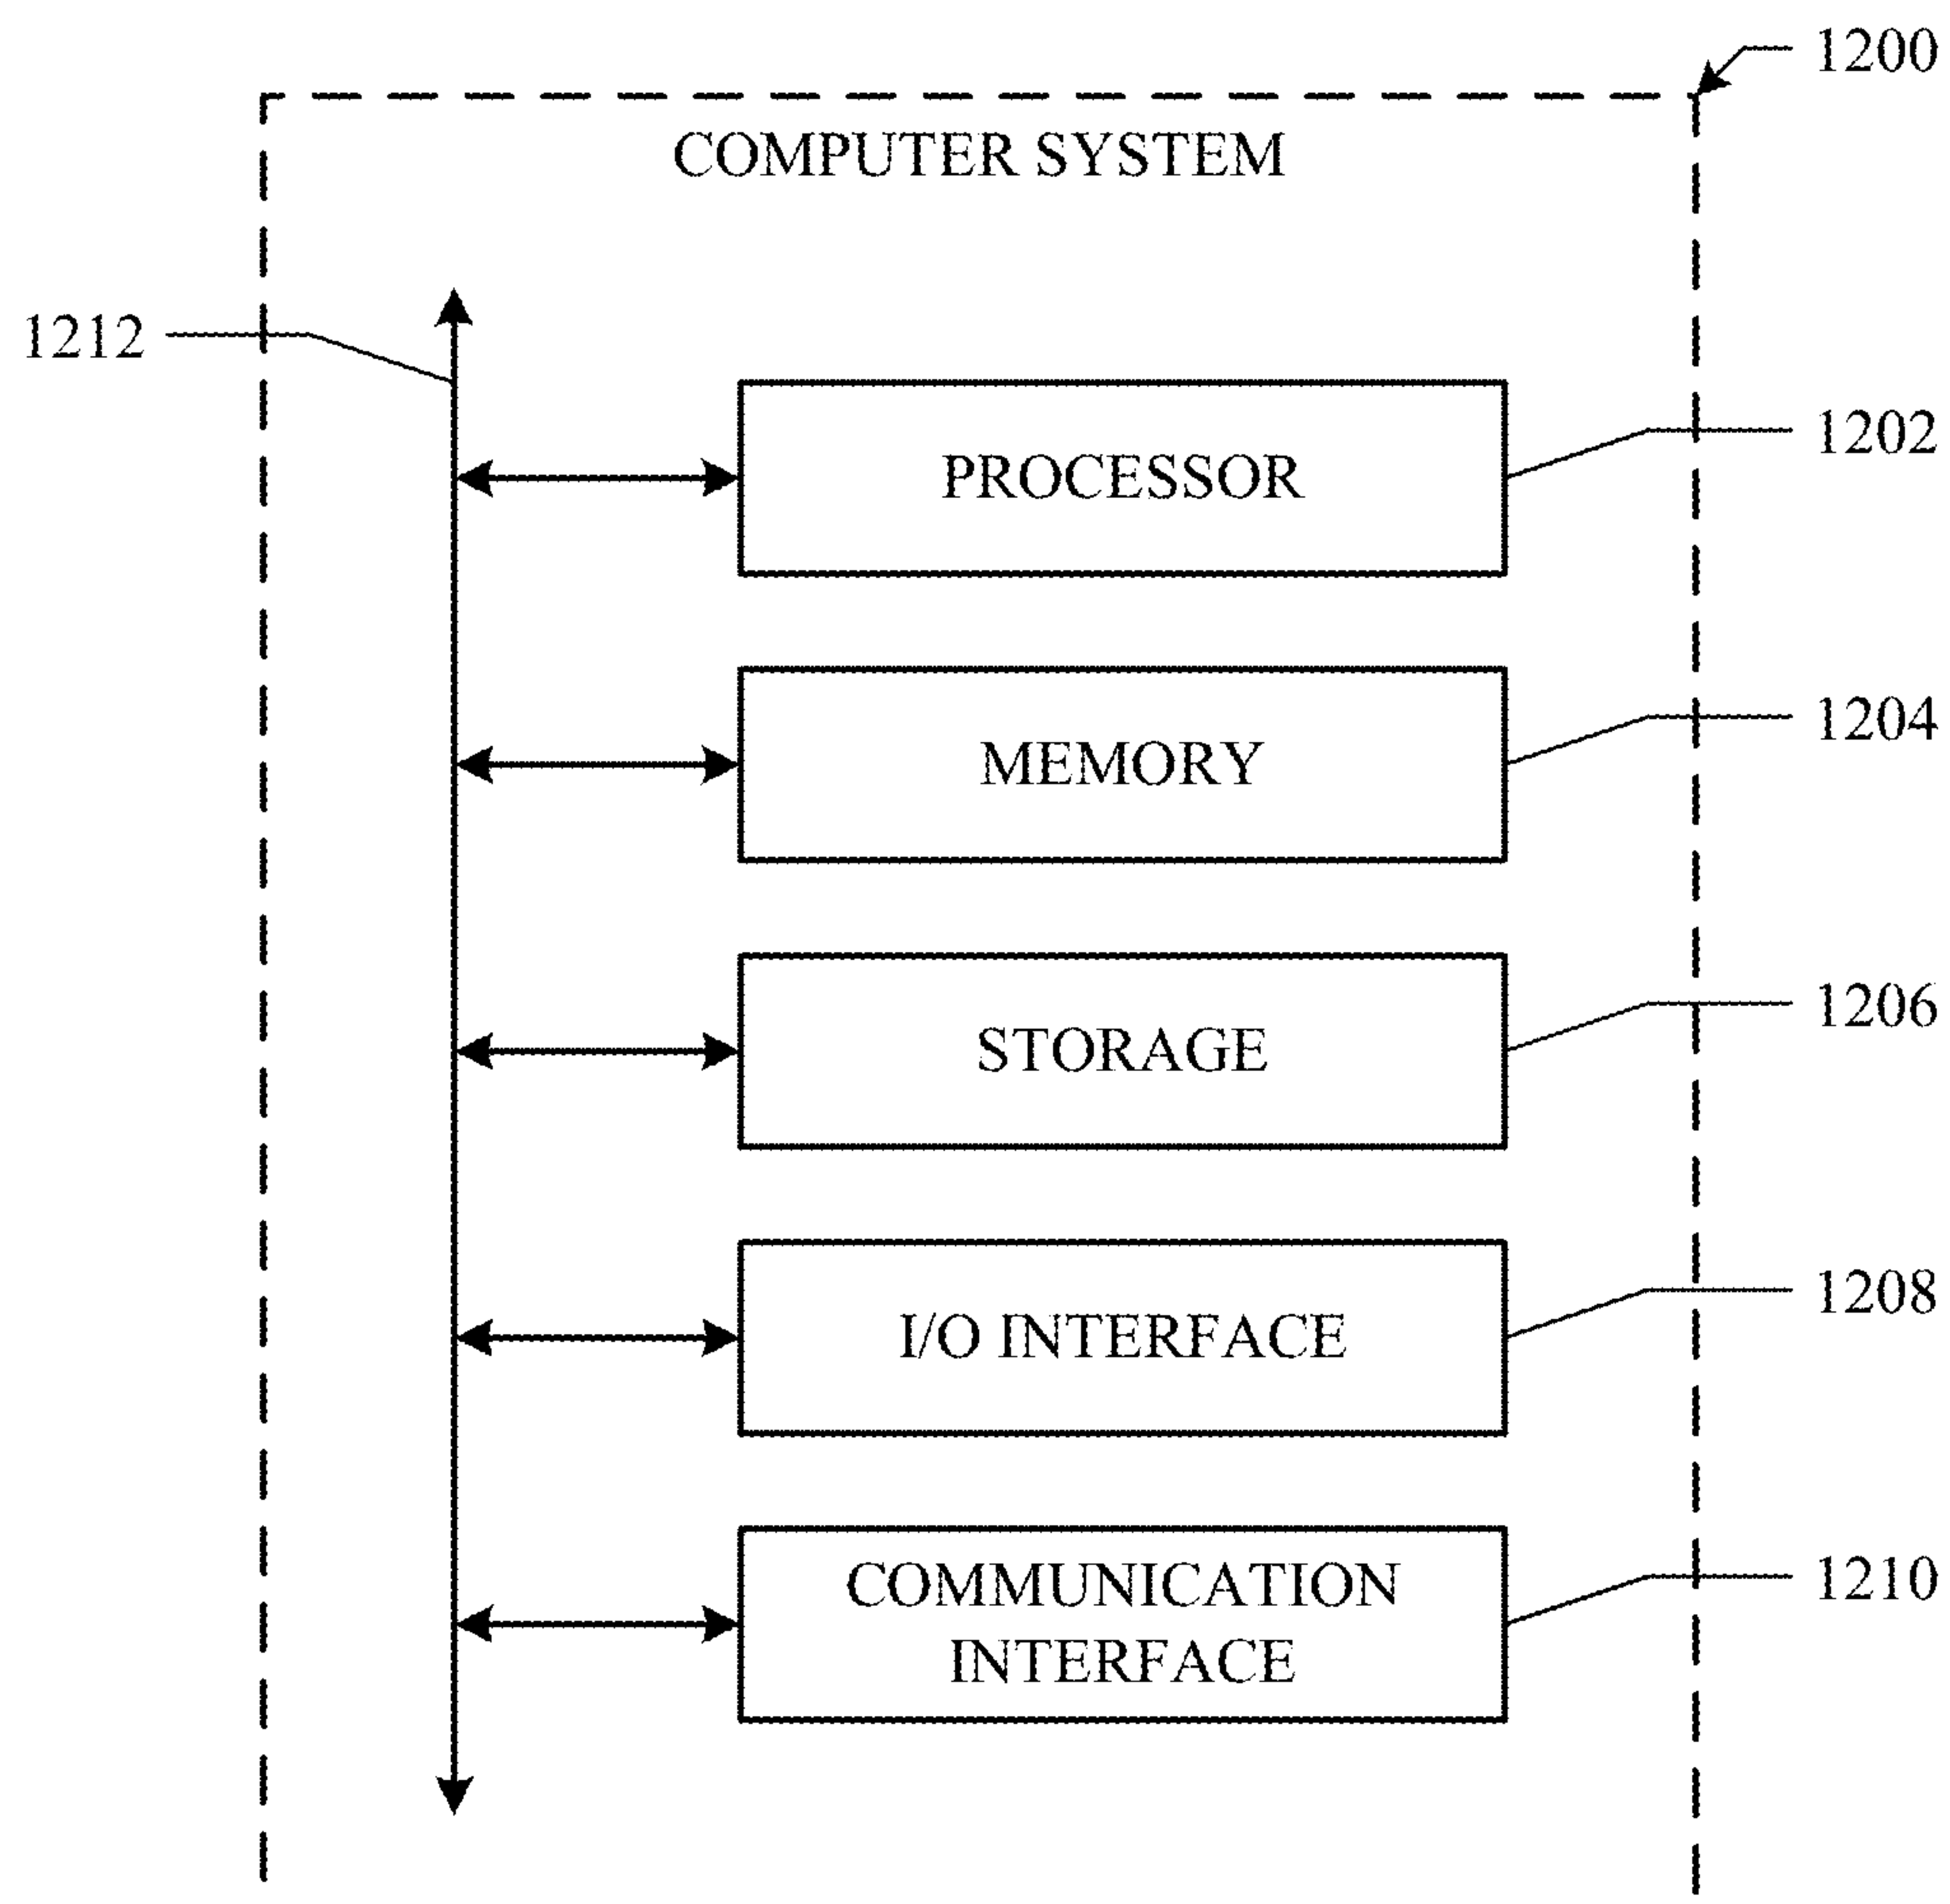 1200
COMPUTER SYSTEM
1212
1202
PROCESSOR
1204
MEMORY
1206
STORAGE
1208
I/O INTERFACE
1210
COMMUNICATION
INTERFACE